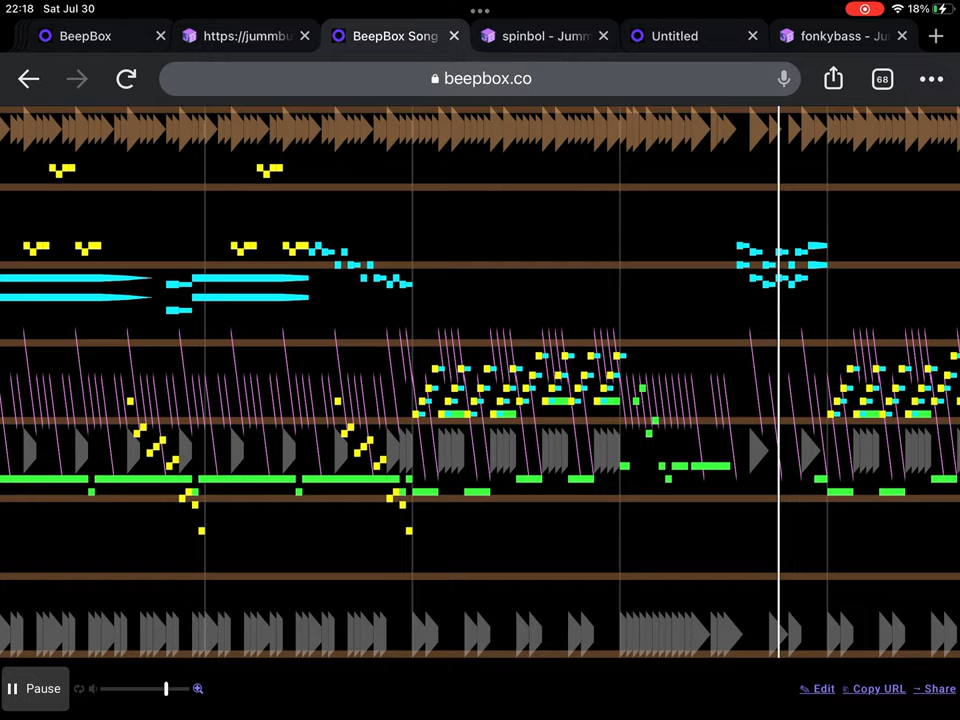 22:18 Sat Jul 30
18%
BeepBox
https://jummbu
BeepBox Song
spinbol - Jumm
Untitled
fonkybass - Ju
beepbox.co
68
Pause
Edit
Copy URL
Share